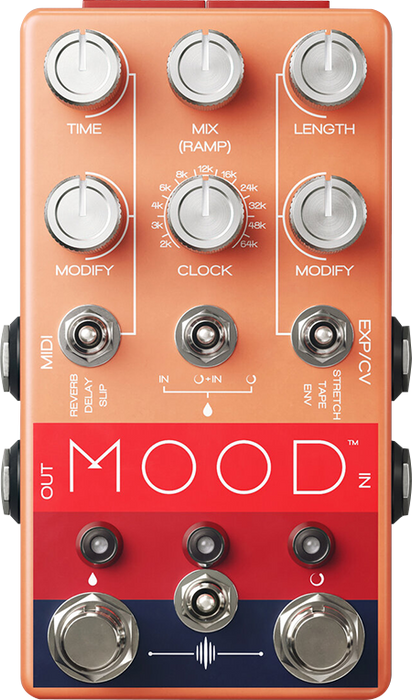 TIME
MIX
(RAMP)
LENGTH
2k 3k 4k 6k 8k 12k 16k 24k 32k 48k 64k
MODIFY
CLOCK
MODIFY
MIDI
EXP/CV
REVERB
DELAY
SLIP
IN
+IN
STRETCH
TAPE
ENV
OUT
MOOD™
IN